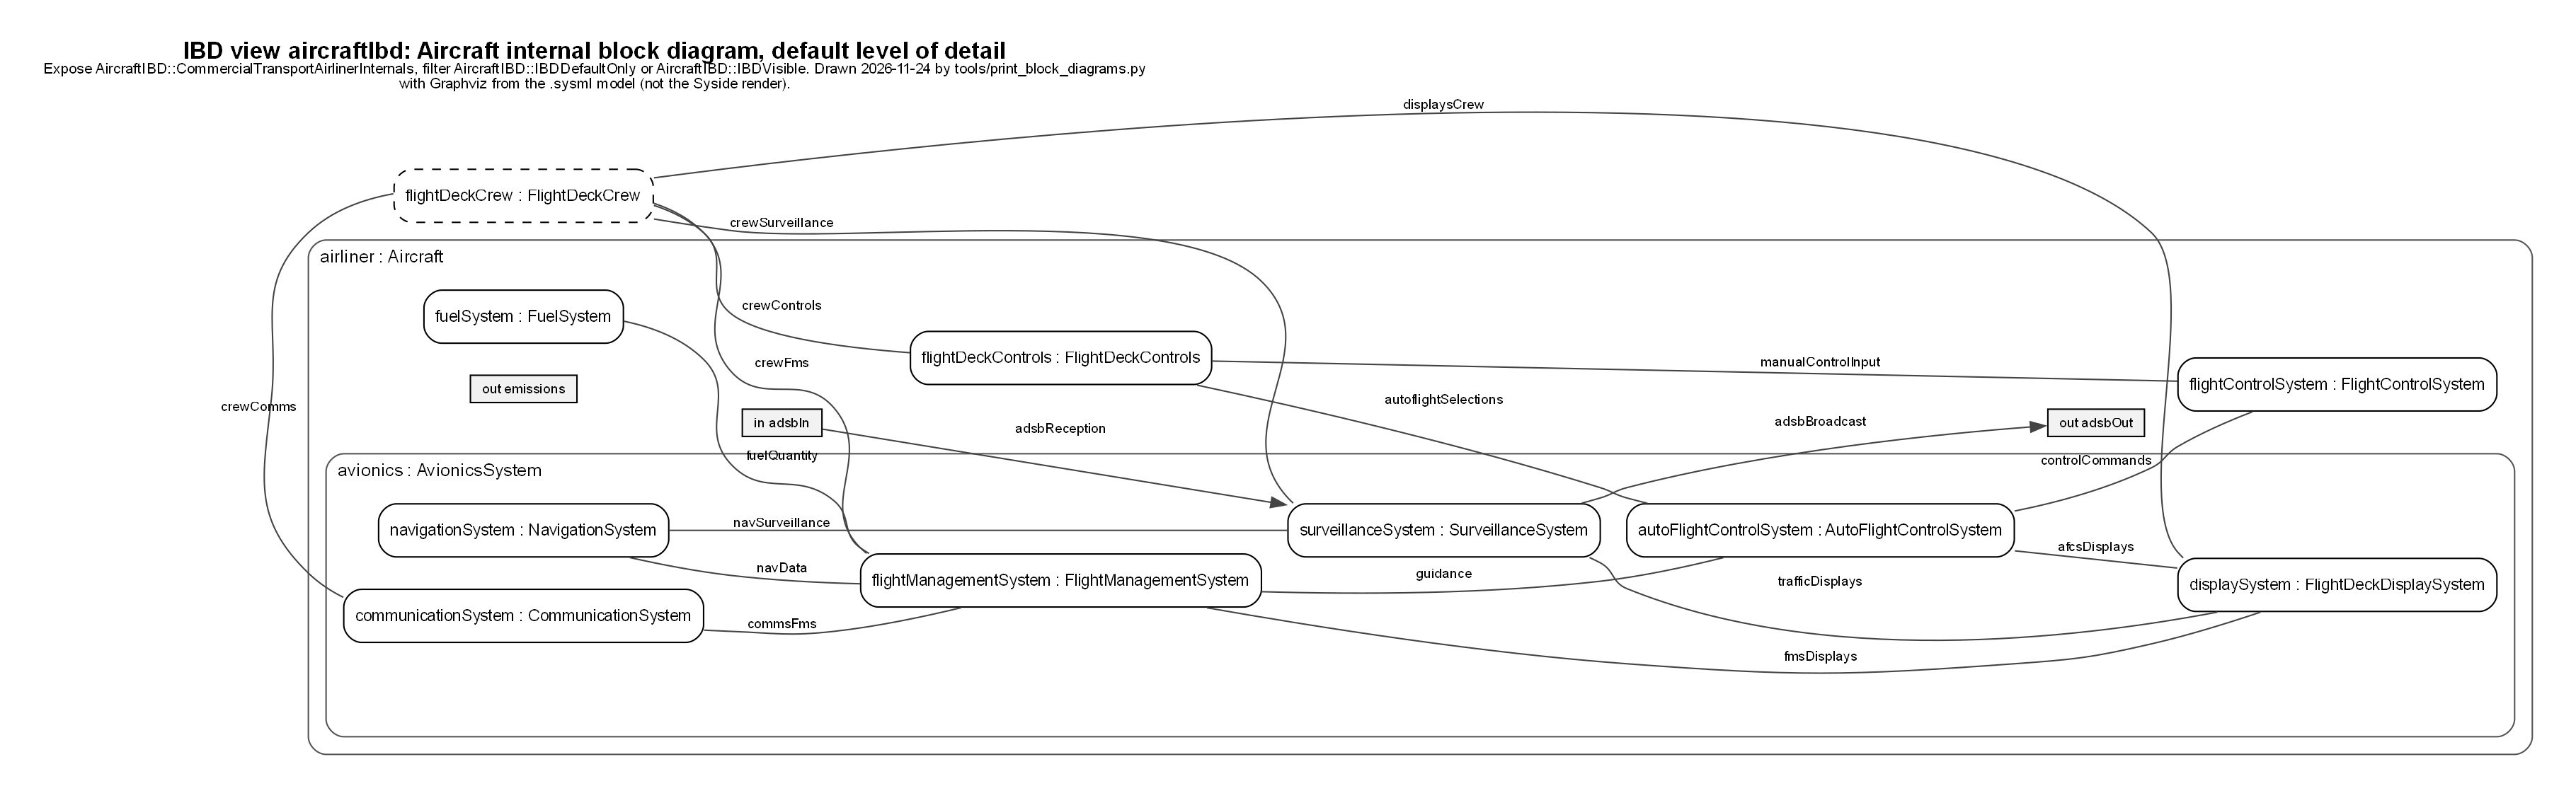 IBD view aircraftIbd: Aircraft internal block diagram, default level of detail
Expose AircraftIBD::CommercialTransportAirlinerInternals, filter AircraftIBD::IBDDefaultOnly or AircraftIBD::IBDVisible. Drawn 2026-11-24 by tools/print_block_diagrams.py
with Graphviz from the .sysml model (not the Syside render).
displaysCrew
flightDeckCrew : FlightDeckCrew
crewSurveillance
airliner : Aircraft
crewControls
fuelSystem : FuelSystem
flightDeckControls : FlightDeckControls
crewFms
manualControlInput
flightControlSystem : FlightControlSystem
out emissions
autoflightSelections
crewComms
in adsbIn
adsbReception
adsbBroadcast
out adsbOut
fuelQuantity
controlCommands
avionics : AvionicsSystem
navSurveillance
navigationSystem : NavigationSystem
surveillanceSystem : SurveillanceSystem
autoFlightControlSystem : AutoFlightControlSystem
afcsDisplays
navData
guidance
flightManagementSystem : FlightManagementSystem
trafficDisplays
displaySystem : FlightDeckDisplaySystem
communicationSystem : CommunicationSystem
commsFms
fmsDisplays